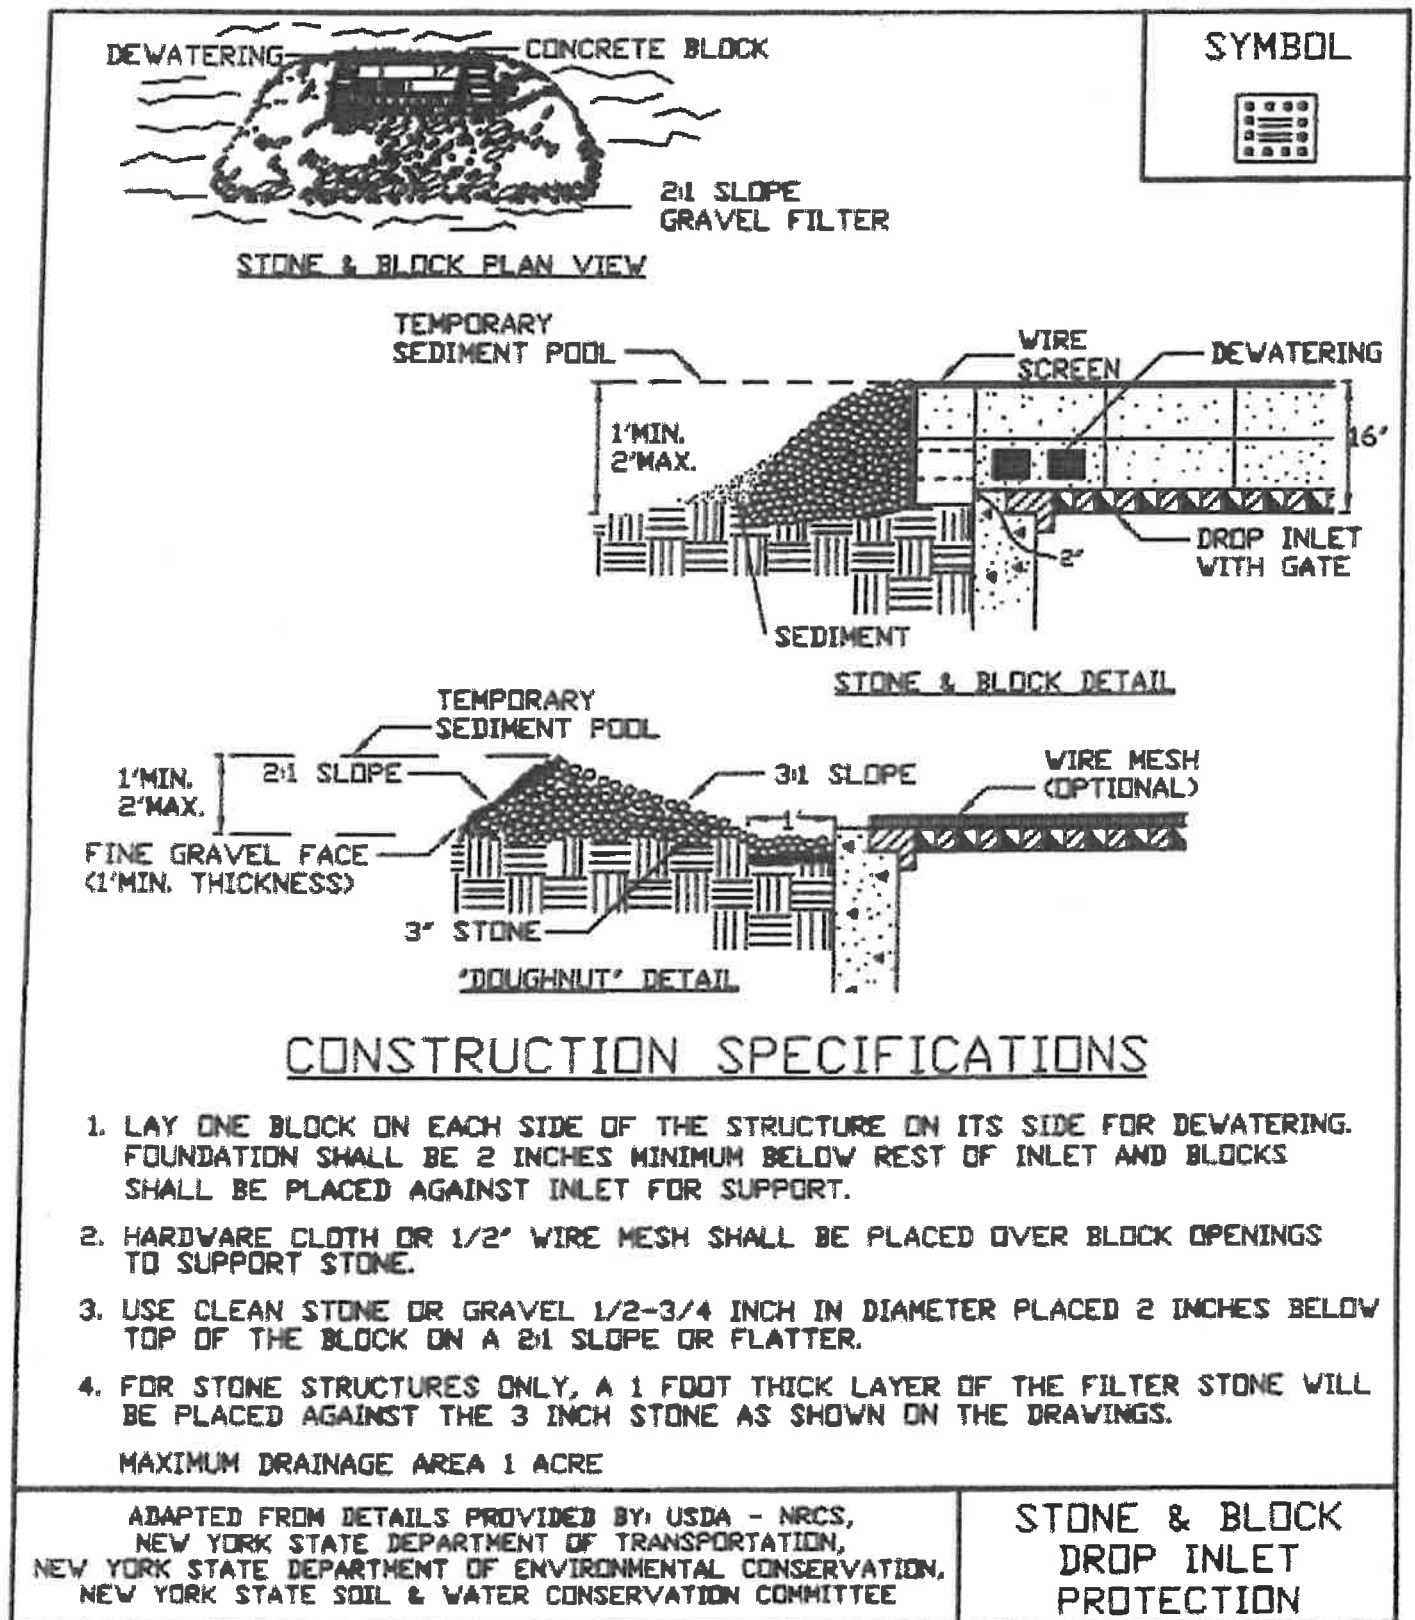 SYMBOL
DEWATERING
CONCRETE BLOCK
2:1 SLOPE
GRAVEL FILTER
STONE & BLOCK PLAN VIEW
TEMPORARY
SEDIMENT POOL
WIRE
SCREEN
DEWATERING
1'MIN.
2'MAX.
16"
DROP INLET
WITH GATE
2"
SEDIMENT
STONE & BLOCK DETAIL
TEMPORARY
SEDIMENT POOL
1'MIN.
2'MAX.
2:1 SLOPE
3:1 SLOPE
WIRE MESH
(OPTIONAL)
1'
FINE GRAVEL FACE
(1'MIN. THICKNESS)
3" STONE
"DOUGHNUT" DETAIL
CONSTRUCTION SPECIFICATIONS
1. LAY ONE BLOCK ON EACH SIDE OF THE STRUCTURE ON ITS SIDE FOR DEWATERING.
FOUNDATION SHALL BE 2 INCHES MINIMUM BELOW REST OF INLET AND BLOCKS
SHALL BE PLACED AGAINST INLET FOR SUPPORT.
2. HARDWARE CLOTH OR 1/2" WIRE MESH SHALL BE PLACED OVER BLOCK OPENINGS
TO SUPPORT STONE.
3. USE CLEAN STONE OR GRAVEL 1/2-3/4 INCH IN DIAMETER PLACED 2 INCHES BELOW
TOP OF THE BLOCK ON A 2:1 SLOPE OR FLATTER.
4. FOR STONE STRUCTURES ONLY, A 1 FOOT THICK LAYER OF THE FILTER STONE WILL
BE PLACED AGAINST THE 3 INCH STONE AS SHOWN ON THE DRAWINGS.
MAXIMUM DRAINAGE AREA 1 ACRE
ADAPTED FROM DETAILS PROVIDED BY: USDA - NRCS,
NEW YORK STATE DEPARTMENT OF TRANSPORTATION,
NEW YORK STATE DEPARTMENT OF ENVIRONMENTAL CONSERVATION,
NEW YORK STATE SOIL & WATER CONSERVATION COMMITTEE
STONE & BLOCK
DROP INLET
PROTECTION